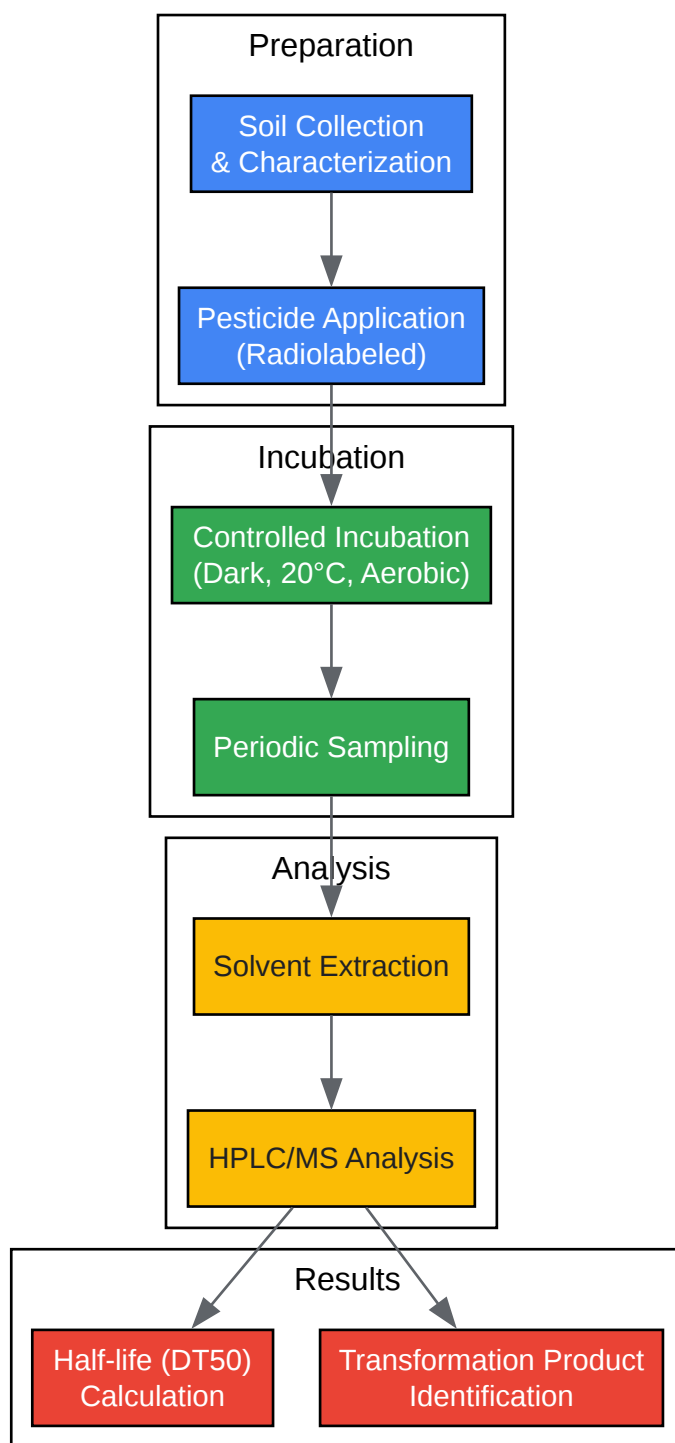 Preparation
Soil Collection
& Characterization
Pesticide Application
(Radiolabeled)
Incubation
Controlled Incubation
(Dark, 20°C, Aerobic)
Periodic Sampling
Analysis
Solvent Extraction
HPLC/MS Analysis
Results
Half-life (DT50)
Calculation
Transformation Product
Identification